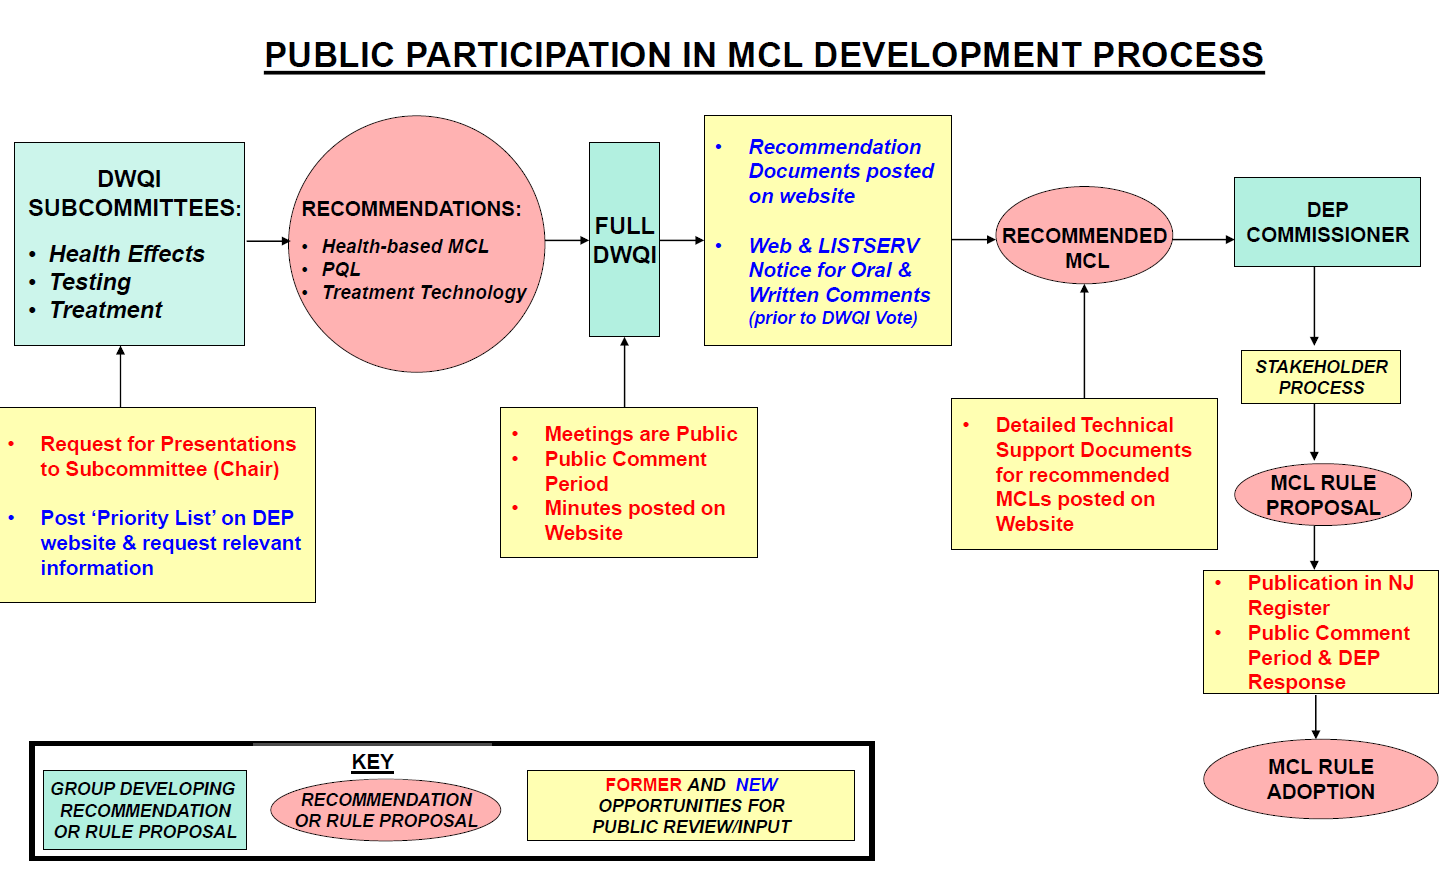 PUBLIC PARTICIPATION IN MCL DEVELOPMENT PROCESS
DWQI
SUBCOMMITTEES:
• Health Effects
• Testing
• Treatment
RECOMMENDATIONS:
• Health-based MCL
• PQL
• Treatment Technology
FULL
DWQI
• Recommendation
Documents posted
on website
• Web & LISTSERV
Notice for Oral &
Written Comments
(prior to DWQI Vote)
RECOMMENDED
MCL
DEP
COMMISSIONER
• Request for Presentations
to Subcommittee (Chair)
• Post ‘Priority List’ on DEP
website & request relevant
information
• Meetings are Public
• Public Comment
Period
• Minutes posted on
Website
• Detailed Technical
Support Documents
for recommended
MCLs posted on
Website
STAKEHOLDER
PROCESS
MCL RULE
PROPOSAL
• Publication in NJ
Register
• Public Comment
Period & DEP
Response
MCL RULE
ADOPTION
KEY
GROUP DEVELOPING
RECOMMENDATION
OR RULE PROPOSAL
RECOMMENDATION
OR RULE PROPOSAL
FORMER AND NEW
OPPORTUNITIES FOR
PUBLIC REVIEW/INPUT